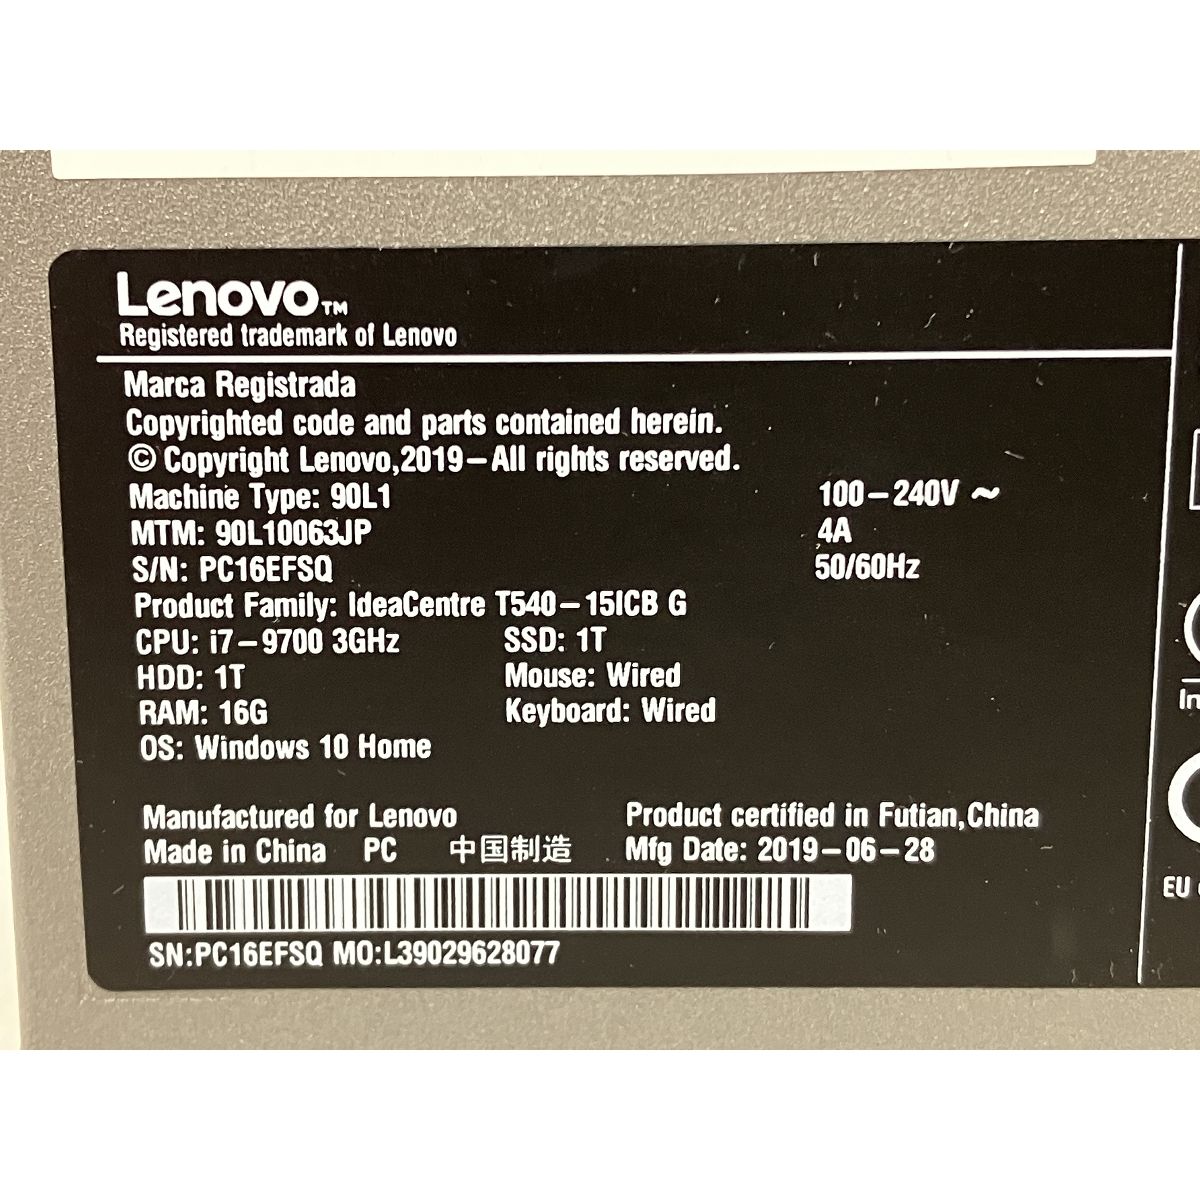 Lenovo™
Registered trademark of Lenovo
Marca Registrada
Copyrighted code and parts contained herein.
© Copyright Lenovo,2019-All rights reserved.
Machine Type: 90L1
100-240V ~
MTM: 90L10063JP
4A
S/N: PC16EFSQ
50/60Hz
Product Family: IdeaCentre T540-15ICB G
CPU: i7-9700 3GHz
SSD: 1T
HDD: 1T
Mouse: Wired
RAM: 16G
Keyboard: Wired
OS: Windows 10 Home
Manufactured for Lenovo
Product certified in Futian,China
Made in China PC 中国制造
Mfg Date: 2019-06-28
SN:PC16EFSQ MO:L39029628077
EU